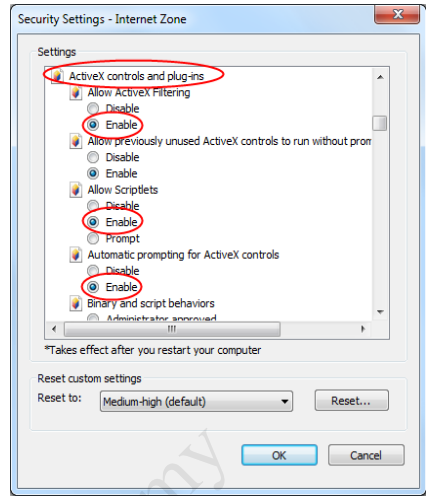 Security Settings - Internet Zone
Settings
ActiveX controls and plug-ins
Allow ActiveX Filtering
Disable
Enable
Allow previously unused ActiveX controls to run without prom
Disable
Enable
Allow Scriptlets
Disable
Enable
Prompt
Automatic prompting for ActiveX controls
Disable
Enable
Binary and script behaviors
Administrator approved
*Takes effect after you restart your computer
Reset custom settings
Reset to:
Medium-high (default)
Reset...
OK
Cancel